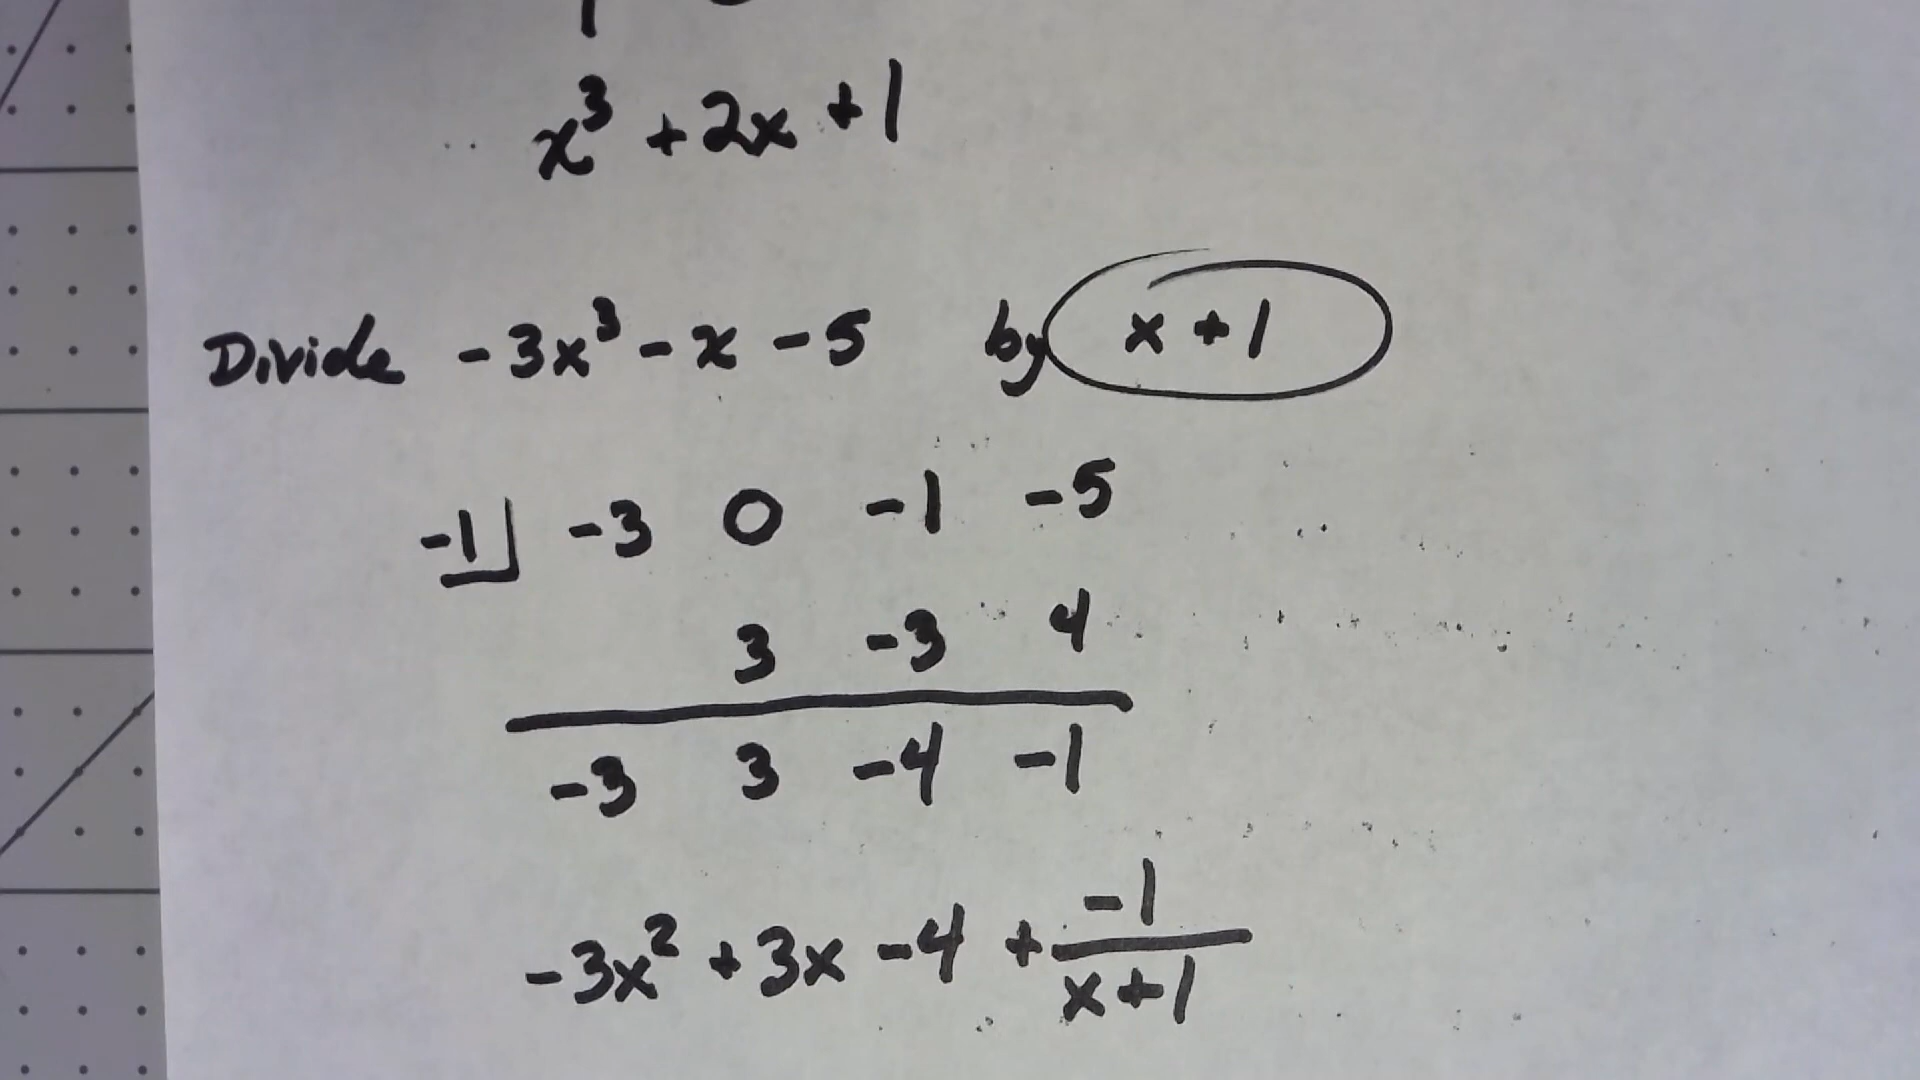 x³ + 2x + 1
Divide -3x³ - x - 5 by x + 1
-1 -3 0 -1 -5
3 -3 4
-3 3 -4 -1
-3x² + 3x - 4 + -1/x+1